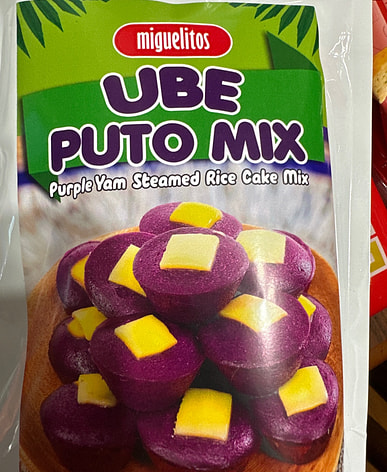 miguelitos
UBE
PUTO MIX
Purple Yam Steamed Rice Cake Mix